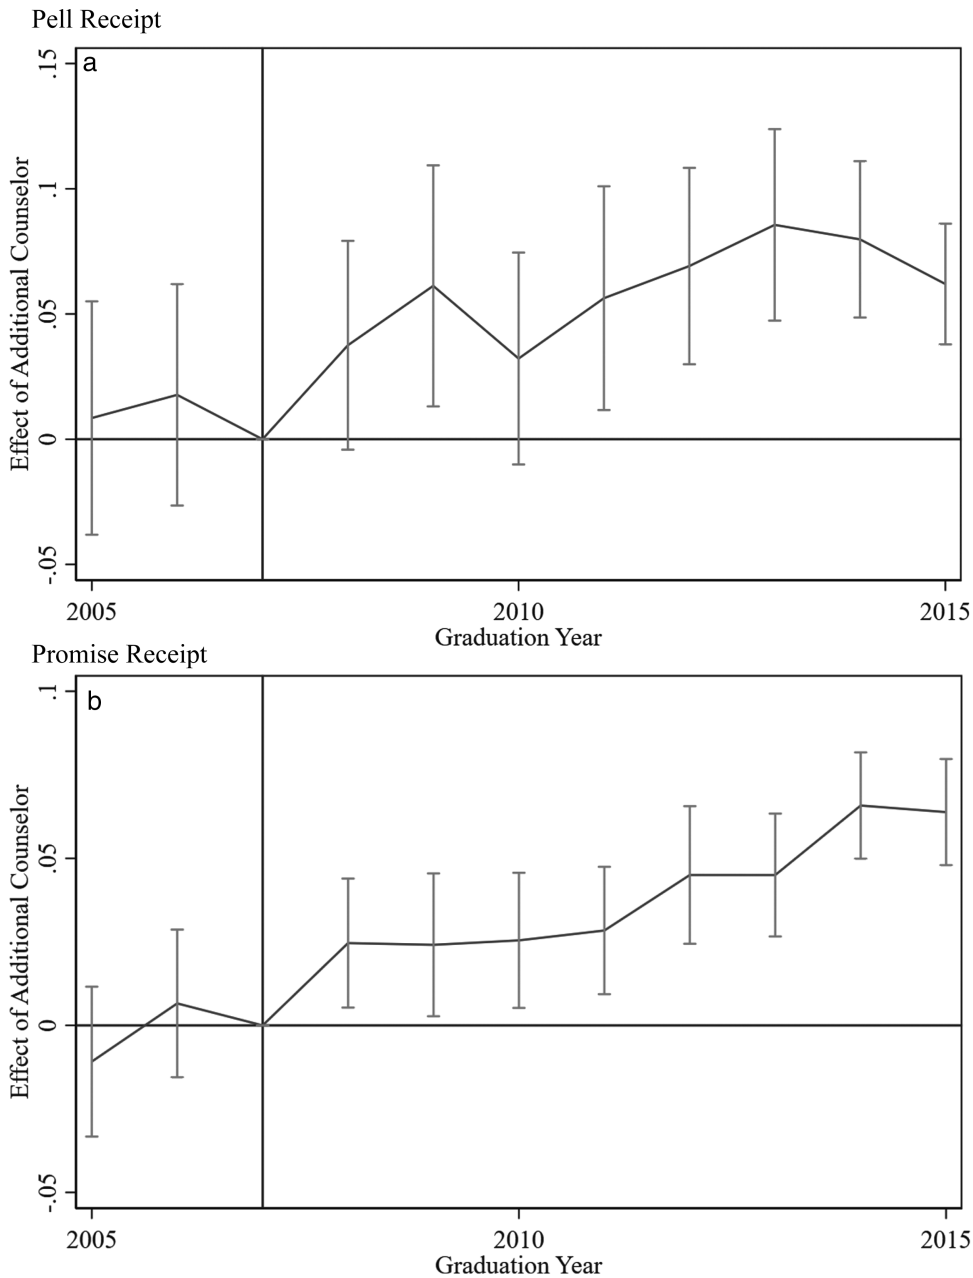 Pell Receipt
a
.15
.1
.05
0
-.05
Effect of Additional Counselor
2005 2010 2015
Graduation Year
Promise Receipt
b
.1
.05
0
-.05
Effect of Additional Counselor
2005 2010 2015
Graduation Year